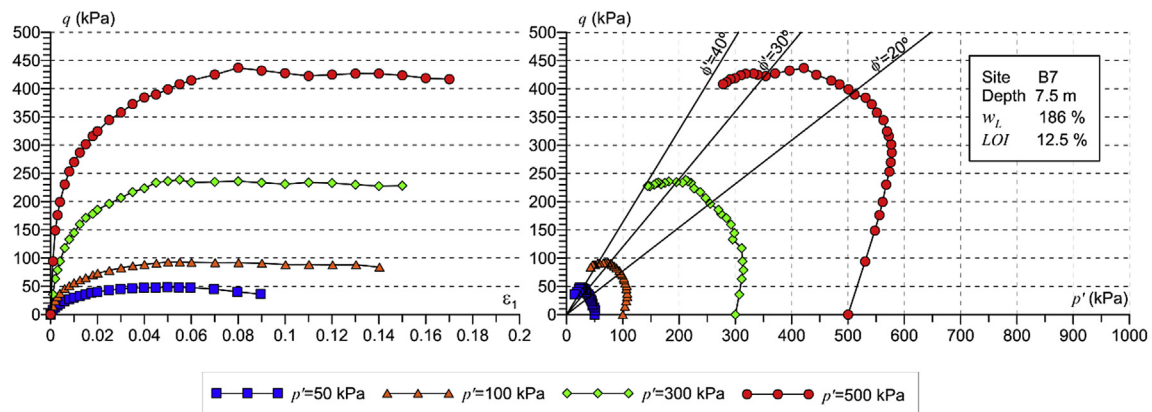 q (kPa)
500
450
400
350
300
250
200
150
100
50
0
0 0.02 0.04 0.06 0.08 0.1 0.12 0.14 0.16 0.18 0.2
ε1
q (kPa)
500
450
400
350
300
250
200
150
100
50
0
0 100 200 300 400 500 600 700 800 900 1000
p' (kPa)
ϕ'=40º
ϕ'=30º
ϕ'=20º
Site B7
Depth 7.5 m
wL 186 %
LOI 12.5 %
p'=50 kPa p'=100 kPa p'=300 kPa p'=500 kPa